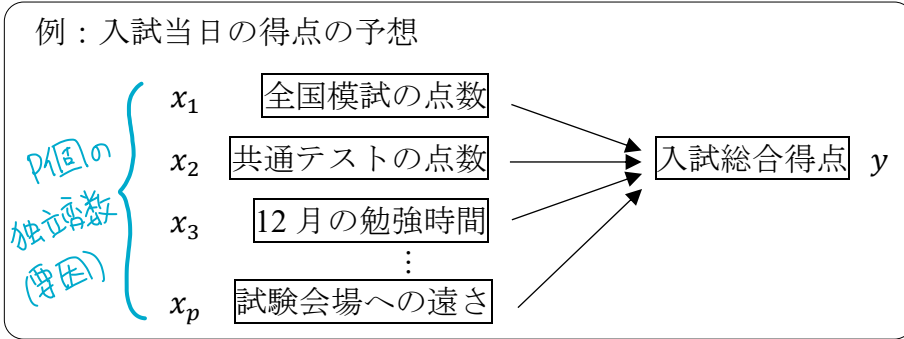 例：入試当日の得点の予想
x₁ 全国模試の点数
x₂ 共通テストの点数
入試総合得点 y
p個の
独立変数
(要因)
x₃ 12月の勉強時間
⋮
xₚ 試験会場への遠さ